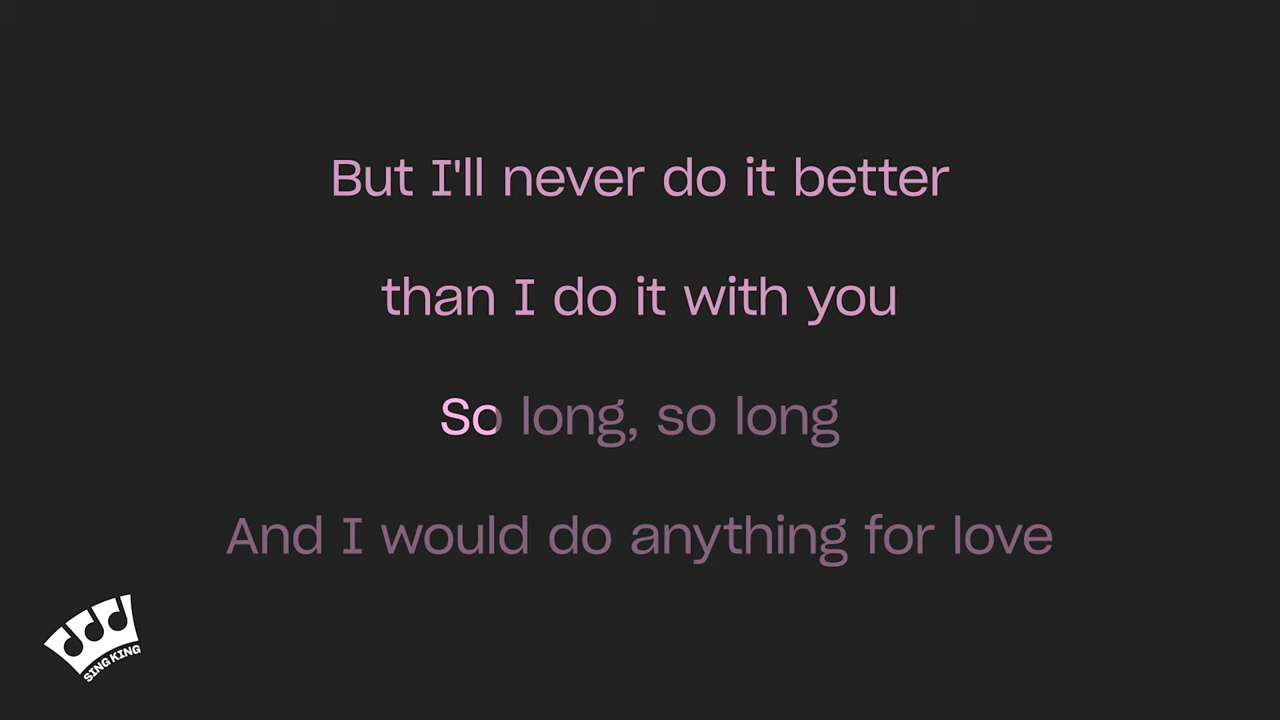 But I'll never do it better
than I do it with you
So long, so long
And I would do anything for love
SING KING